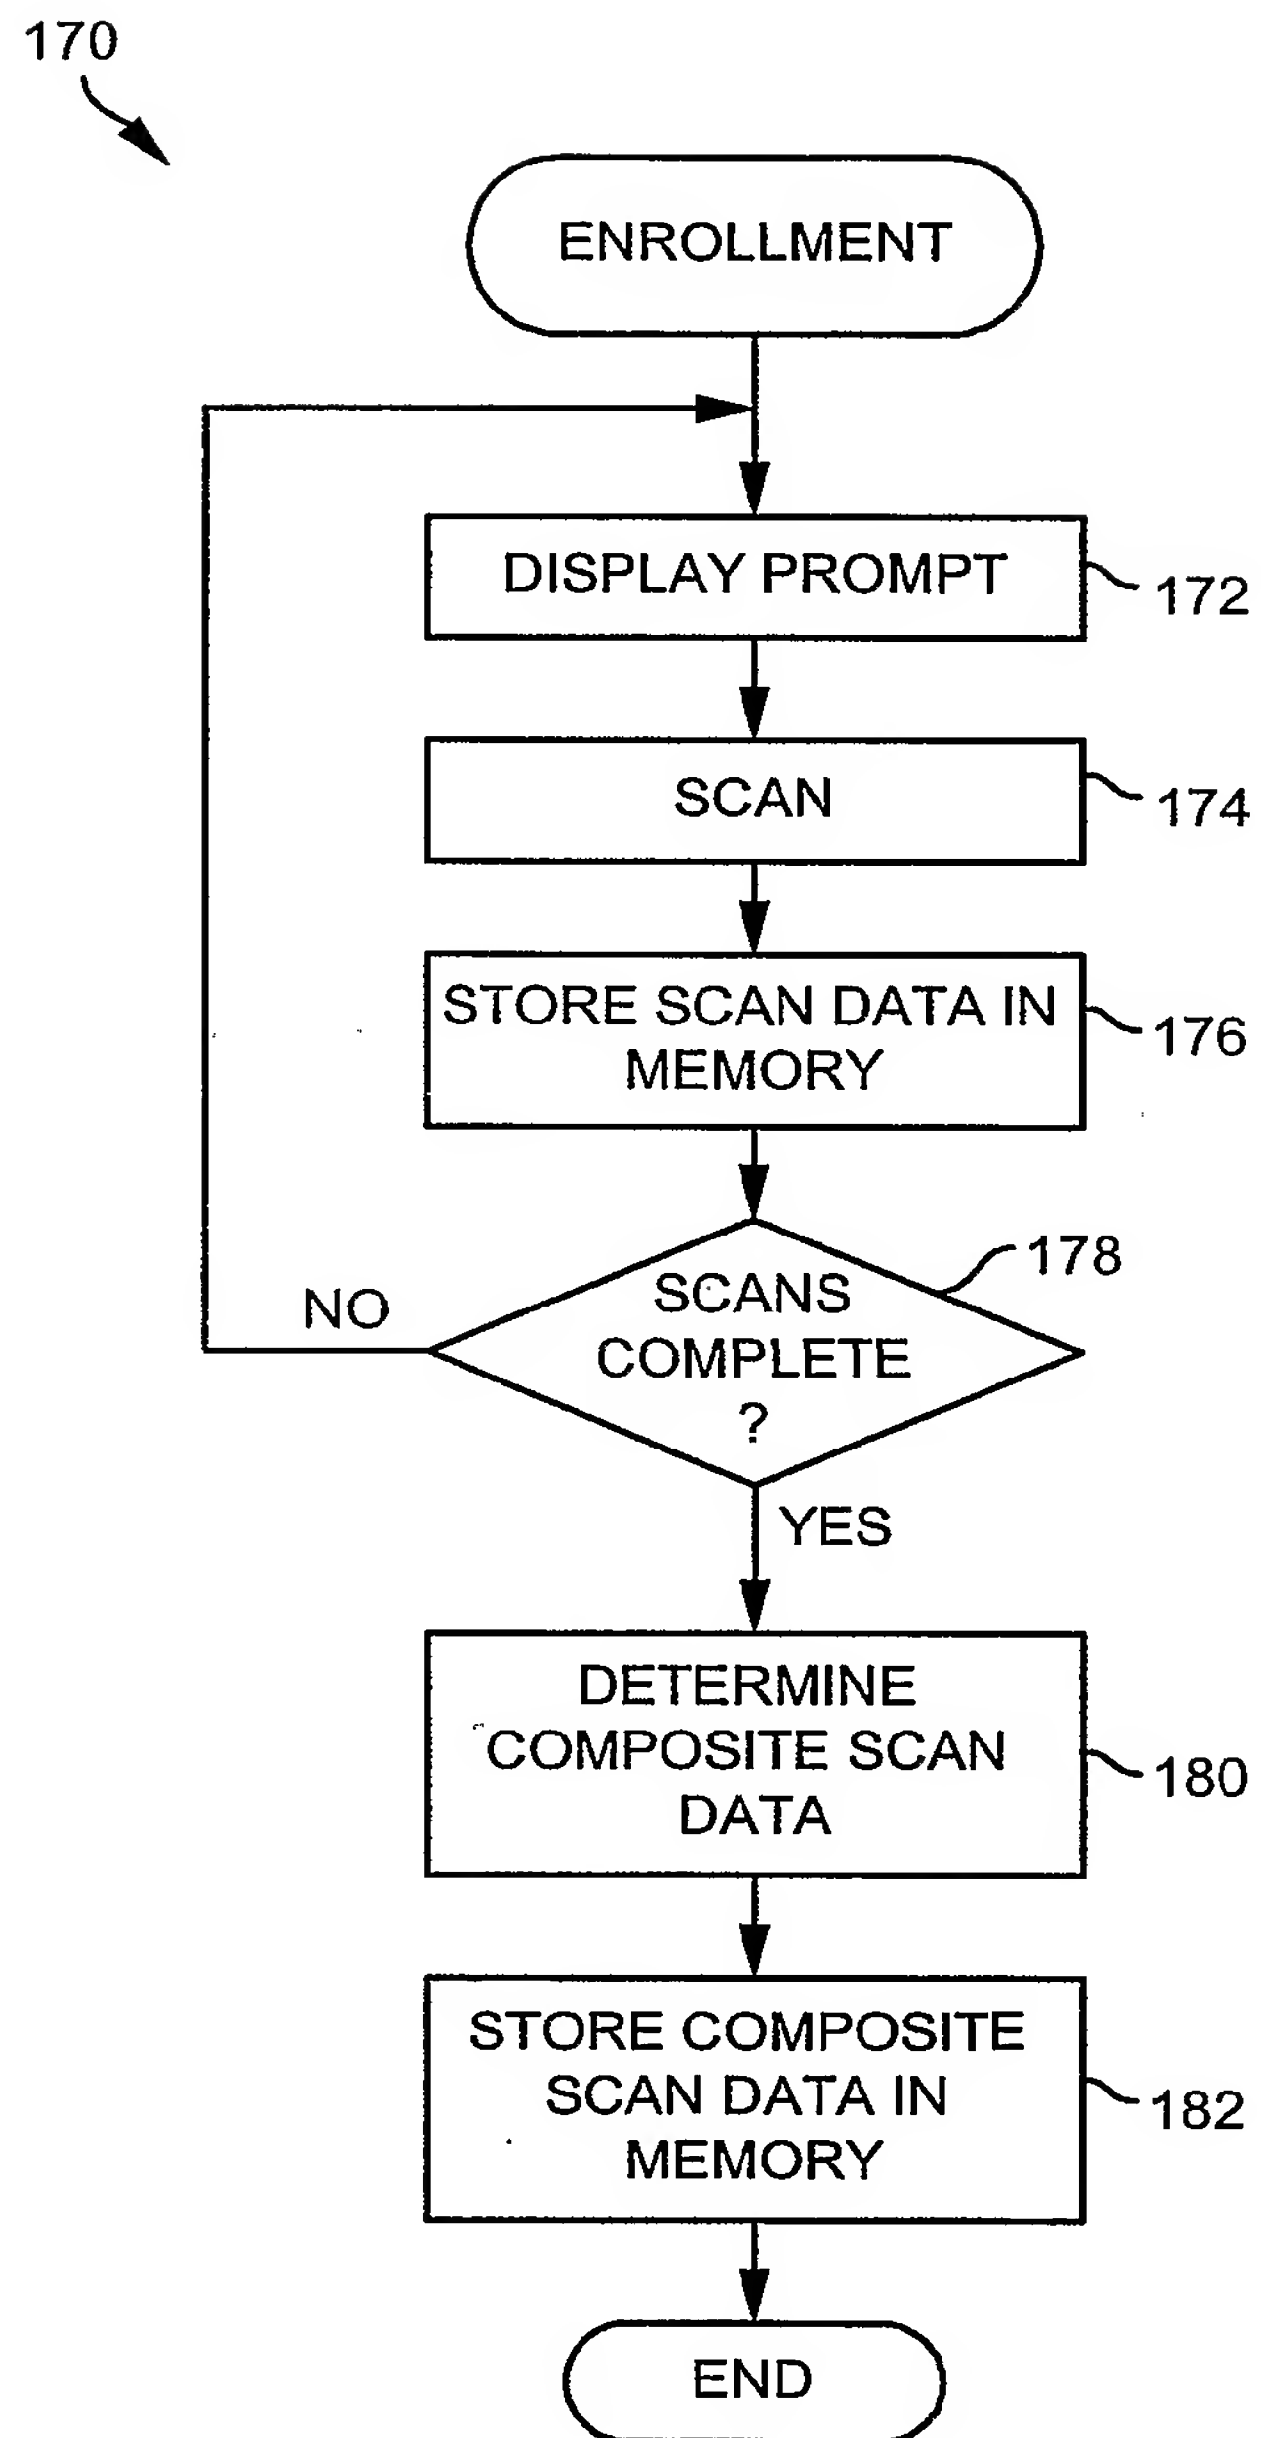 170
ENROLLMENT
DISPLAY PROMPT
172
SCAN
174
STORE SCAN DATA IN
MEMORY
176
178
SCANS
COMPLETE
?
NO
YES
DETERMINE
COMPOSITE SCAN
DATA
180
STORE COMPOSITE
SCAN DATA IN
MEMORY
182
END